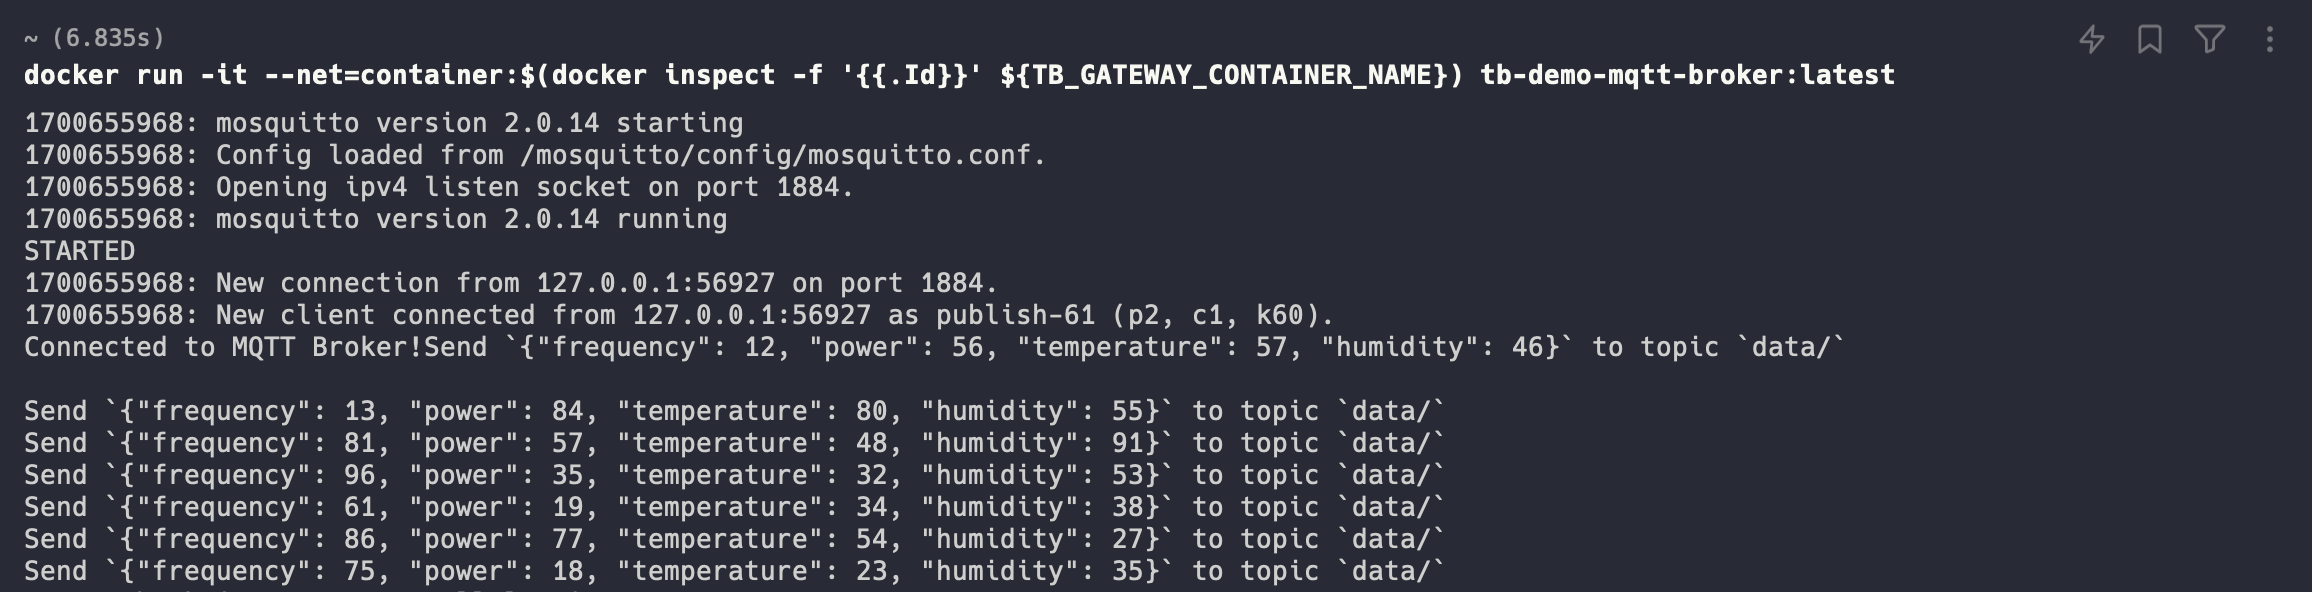 ~ (6.835s)
docker run -it --net=container:$(docker inspect -f '{{.Id}}' ${TB_GATEWAY_CONTAINER_NAME}) tb-demo-mqtt-broker:latest
1700655968: mosquitto version 2.0.14 starting
1700655968: Config loaded from /mosquitto/config/mosquitto.conf.
1700655968: Opening ipv4 listen socket on port 1884.
1700655968: mosquitto version 2.0.14 running
STARTED
1700655968: New connection from 127.0.0.1:56927 on port 1884.
1700655968: New client connected from 127.0.0.1:56927 as publish-61 (p2, c1, k60).
Connected to MQTT Broker!Send `{"frequency": 12, "power": 56, "temperature": 57, "humidity": 46}` to topic `data/`
Send `{"frequency": 13, "power": 84, "temperature": 80, "humidity": 55}` to topic `data/`
Send `{"frequency": 81, "power": 57, "temperature": 48, "humidity": 91}` to topic `data/`
Send `{"frequency": 96, "power": 35, "temperature": 32, "humidity": 53}` to topic `data/`
Send `{"frequency": 61, "power": 19, "temperature": 34, "humidity": 38}` to topic `data/`
Send `{"frequency": 86, "power": 77, "temperature": 54, "humidity": 27}` to topic `data/`
Send `{"frequency": 75, "power": 18, "temperature": 23, "humidity": 35}` to topic `data/`